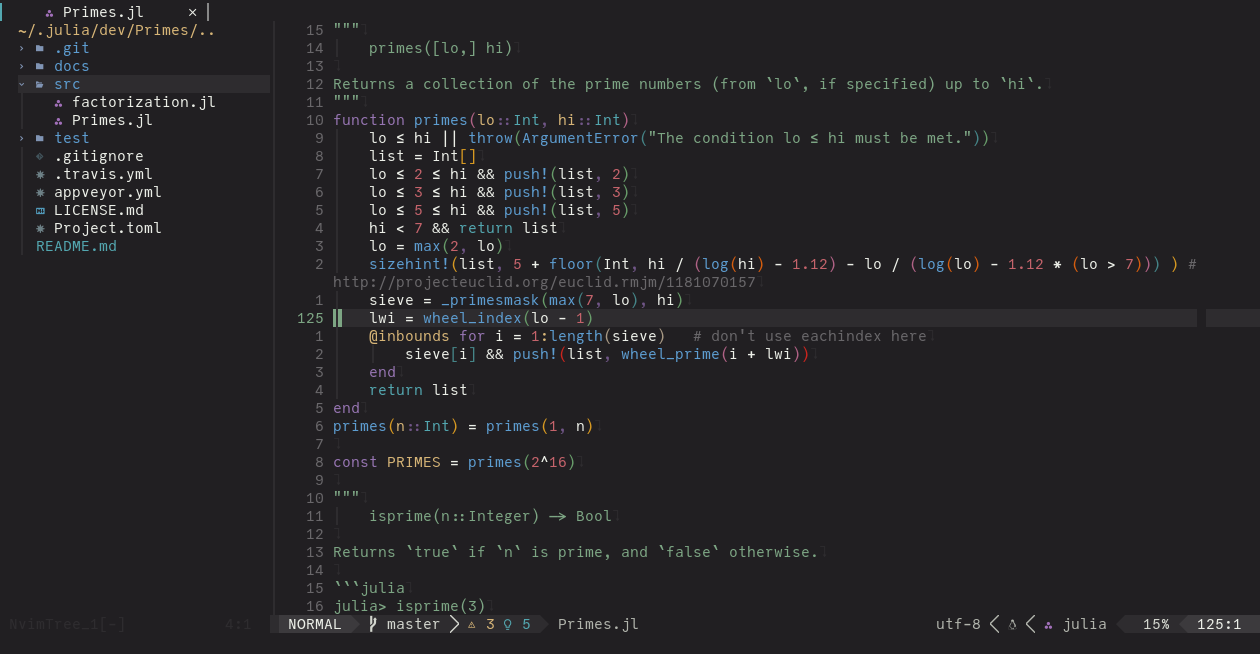 Primes.jl ×
~/.julia/dev/Primes/..
.git
docs
src
factorization.jl
Primes.jl
test
.gitignore
.travis.yml
appveyor.yml
LICENSE.md
Project.toml
README.md
15 """
14     primes([lo,] hi)
13
12 Returns a collection of the prime numbers (from `lo`, if specified) up to `hi`.
11 """
10 function primes(lo::Int, hi::Int)
9     lo ≤ hi || throw(ArgumentError("The condition lo ≤ hi must be met."))
8     list = Int[]
7     lo ≤ 2 ≤ hi && push!(list, 2)
6     lo ≤ 3 ≤ hi && push!(list, 3)
5     lo ≤ 5 ≤ hi && push!(list, 5)
4     hi < 7 && return list
3     lo = max(2, lo)
2     sizehint!(list, 5 + floor(Int, hi / (log(hi) - 1.12) - lo / (log(lo) - 1.12 * (lo > 7))) ) #
http://projecteuclid.org/euclid.rmjm/1181070157
1     sieve = _primesmask(max(7, lo), hi)
125     lwi = wheel_index(lo - 1)
1     @inbounds for i = 1:length(sieve)   # don't use eachindex here
2         sieve[i] && push!(list, wheel_prime(i + lwi))
3     end
4     return list
5 end
6 primes(n::Int) = primes(1, n)
7
8 const PRIMES = primes(2^16)
9
10 """
11     isprime(n::Integer) -> Bool
12
13 Returns `true` if `n` is prime, and `false` otherwise.
14
15 ```julia
16 julia> isprime(3)
NvimTree_1[-] 4:1 NORMAL master 3 5 Primes.jl utf-8 julia 15% 125:1